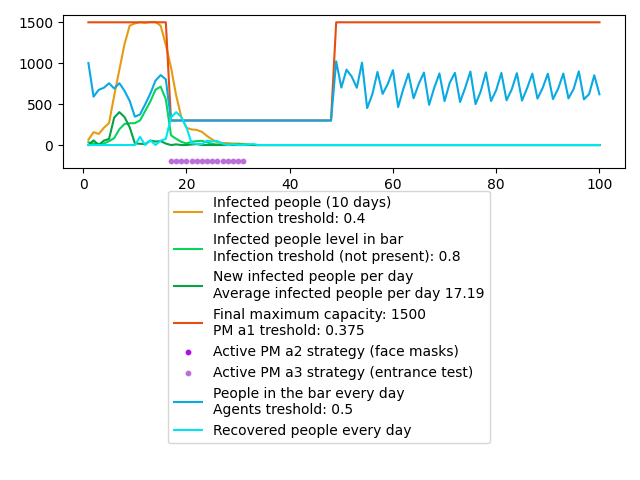 1500
1000
500
0
0
20
40
60
80
100
Infected people (10 days)
Infection treshold: 0.4
Infected people level in bar
Infection treshold (not present): 0.8
New infected people per day
Average infected people per day 17.19
Final maximum capacity: 1500
PM a1 treshold: 0.375
Active PM a2 strategy (face masks)
Active PM a3 strategy (entrance test)
People in the bar every day
Agents treshold: 0.5
Recovered people every day